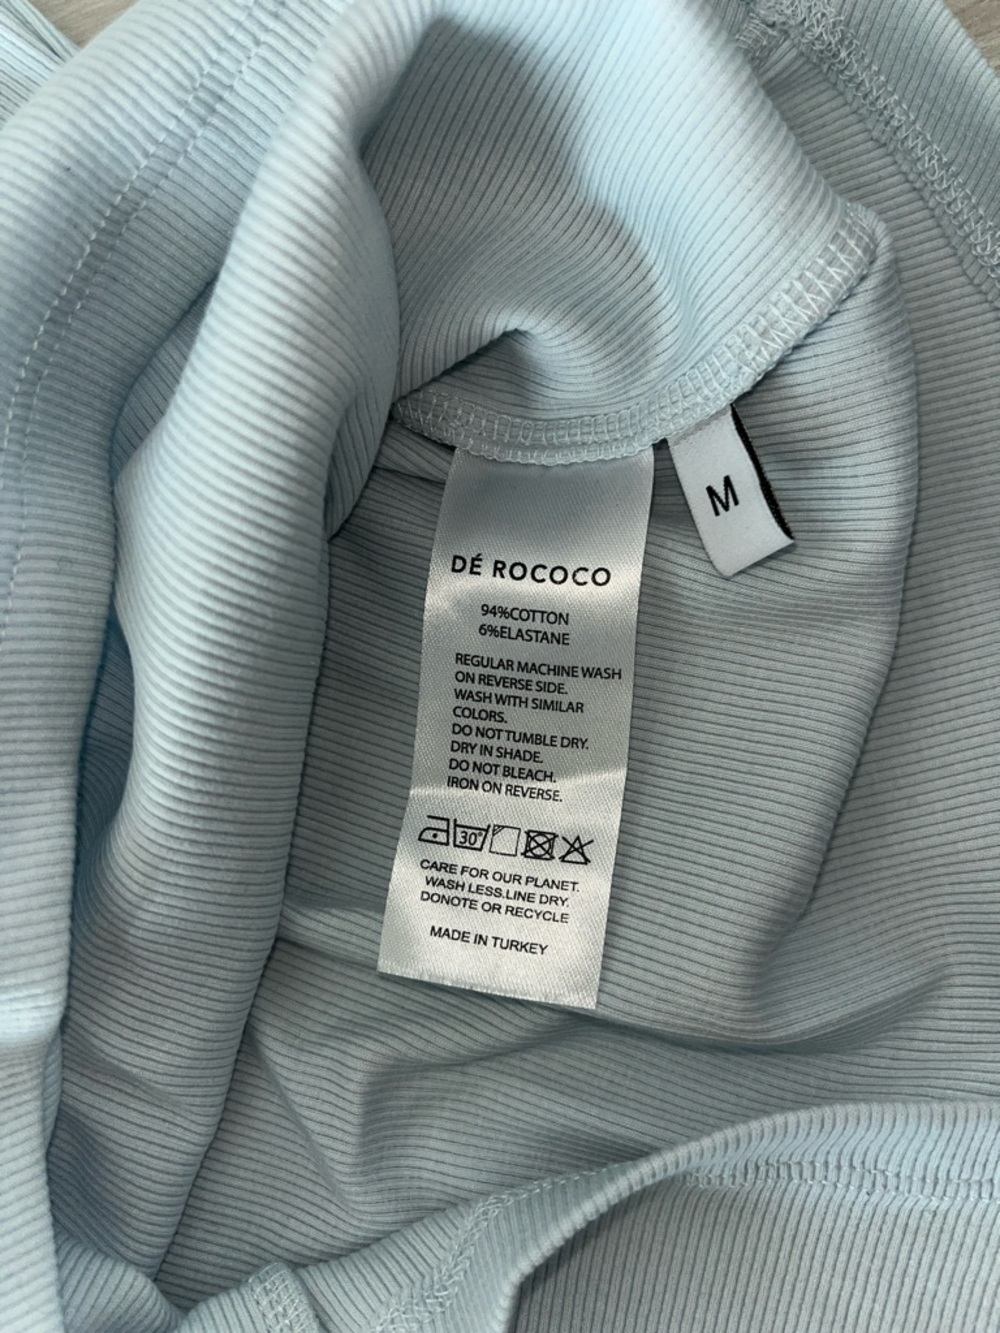 M
DÉ ROCOCO
94%COTTON
6%ELASTANE
REGULAR MACHINE WASH
ON REVERSE SIDE.
WASH WITH SIMILAR
COLORS.
DO NOT TUMBLE DRY.
DRY IN SHADE.
DO NOT BLEACH.
IRON ON REVERSE.
30°
CARE FOR OUR PLANET.
WASH LESS.LINE DRY.
DONOTE OR RECYCLE
MADE IN TURKEY